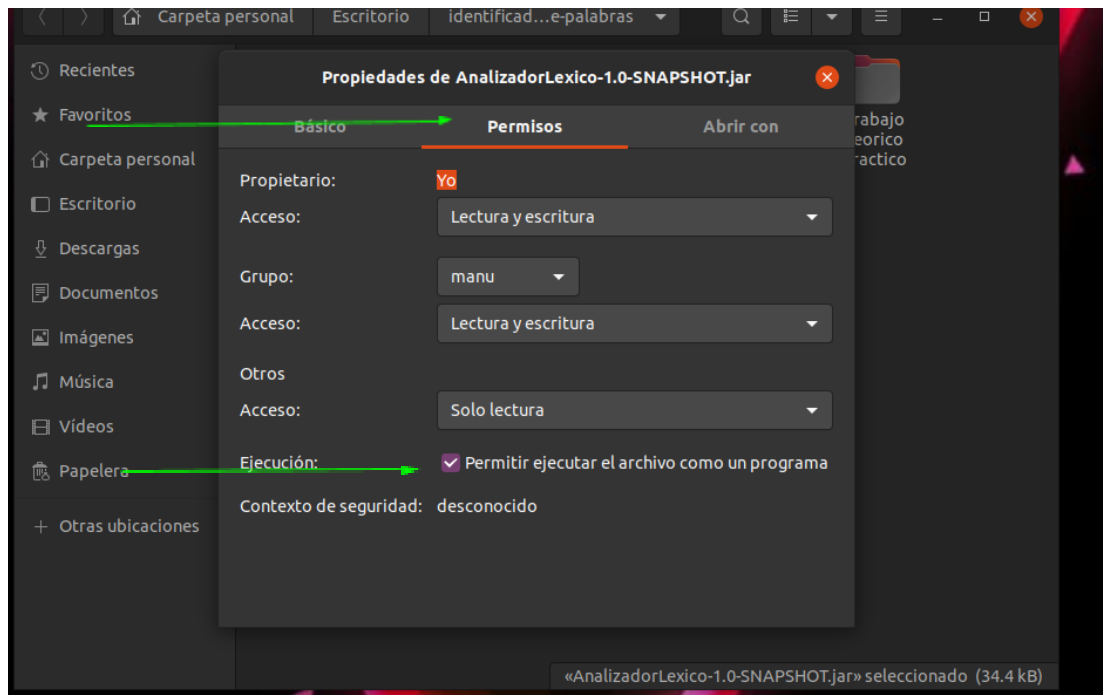 Carpeta personal Escritorio identificad...e-palabras
Recientes
Favoritos
Carpeta personal
Escritorio
Descargas
Documentos
Imágenes
Música
Vídeos
Papelera
+ Otras ubicaciones
Propiedades de AnalizadorLexico-1.0-SNAPSHOT.jar
Básico Permisos Abrir con
Propietario: Yo
Acceso: Lectura y escritura
Grupo: manu
Acceso: Lectura y escritura
Otros
Acceso: Solo lectura
Ejecución: Permitir ejecutar el archivo como un programa
Contexto de seguridad: desconocido
rabajo
eorico
ractico
«AnalizadorLexico-1.0-SNAPSHOT.jar» seleccionado (34.4 kB)